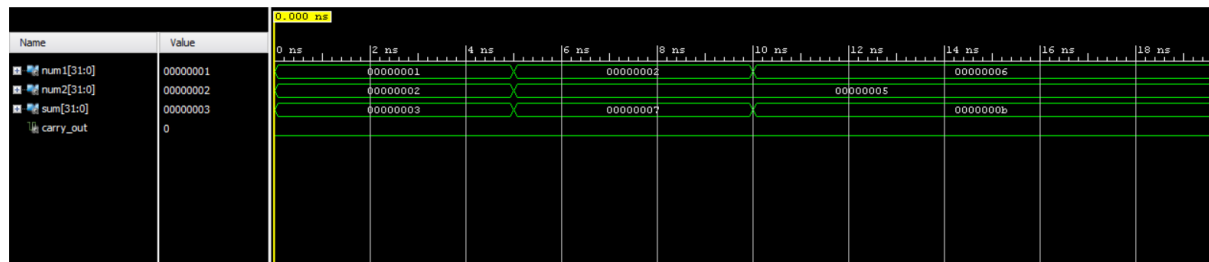 0.000 ns
Name Value 0 ns 2 ns 4 ns 6 ns 8 ns 10 ns 12 ns 14 ns 16 ns 18 ns
num1[31:0] 00000001 00000001 00000002 00000006
num2[31:0] 00000002 00000002 00000005
sum[31:0] 00000003 00000003 00000007 0000000b
carry_out 0